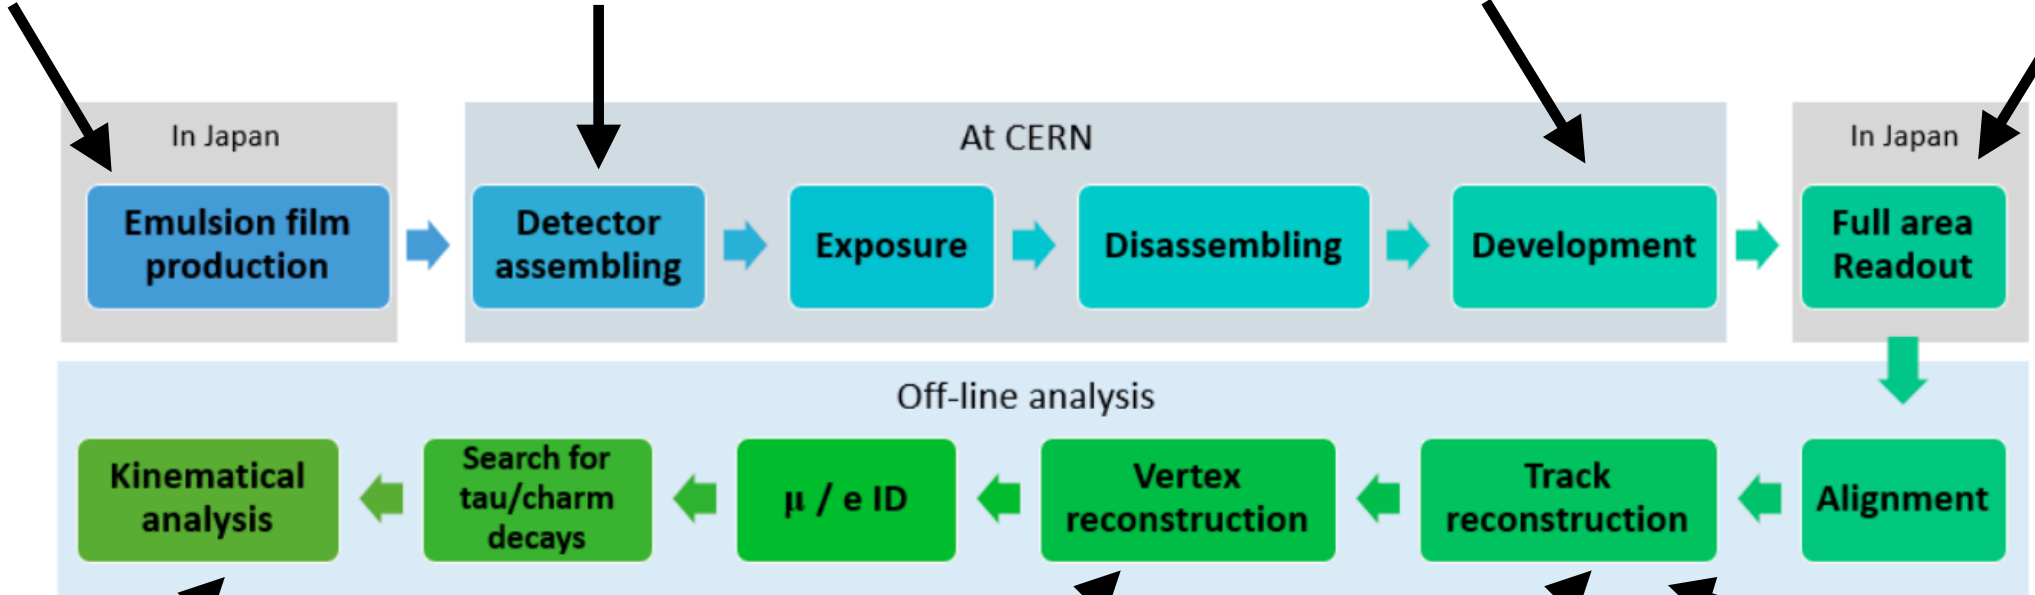 In Japan
At CERN
In Japan
Emulsion film
production
Detector
assembling
Exposure
Disassembling
Development
Full area
Readout
Off-line analysis
Kinematical
analysis
Search for
tau/charm
decays
μ / e ID
Vertex
reconstruction
Track
reconstruction
Alignment